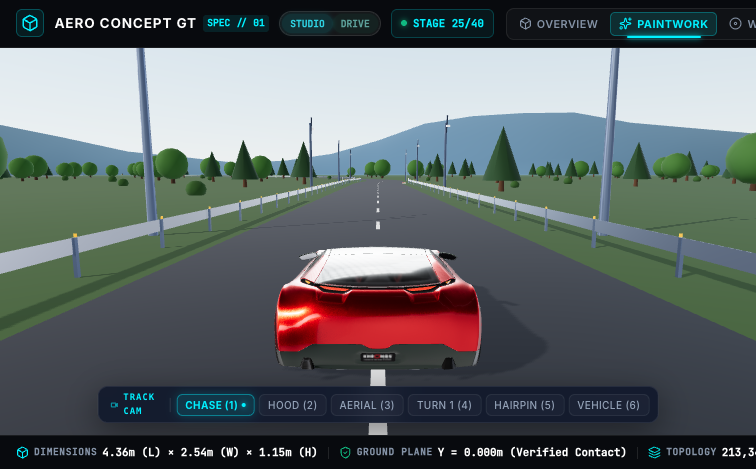 AERO CONCEPT GT SPEC // 01 STUDIO DRIVE STAGE 25/40 OVERVIEW PAINTWORK
TRACK CAM CHASE (1) HOOD (2) AERIAL (3) TURN 1 (4) HAIRPIN (5) VEHICLE (6)
DIMENSIONS 4.36m (L) × 2.54m (W) × 1.15m (H) GROUND PLANE Y = 0.000m (Verified Contact) TOPOLOGY